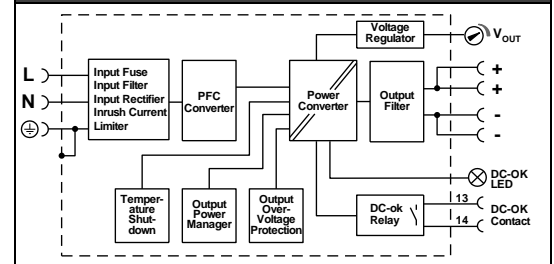 Voltage
Regulator
V OUT
L
N
Input Fuse
Input Filter
Input Rectifier
Inrush Current
Limiter
PFC
Converter
Power
Converter
Output
Filter
+
+
-
-
DC-OK
LED
Temper-
ature
Shut-
down
Output
Power
Manager
Output
Over-
Voltage
Protection
DC-ok
Relay
13
14
DC-OK
Contact